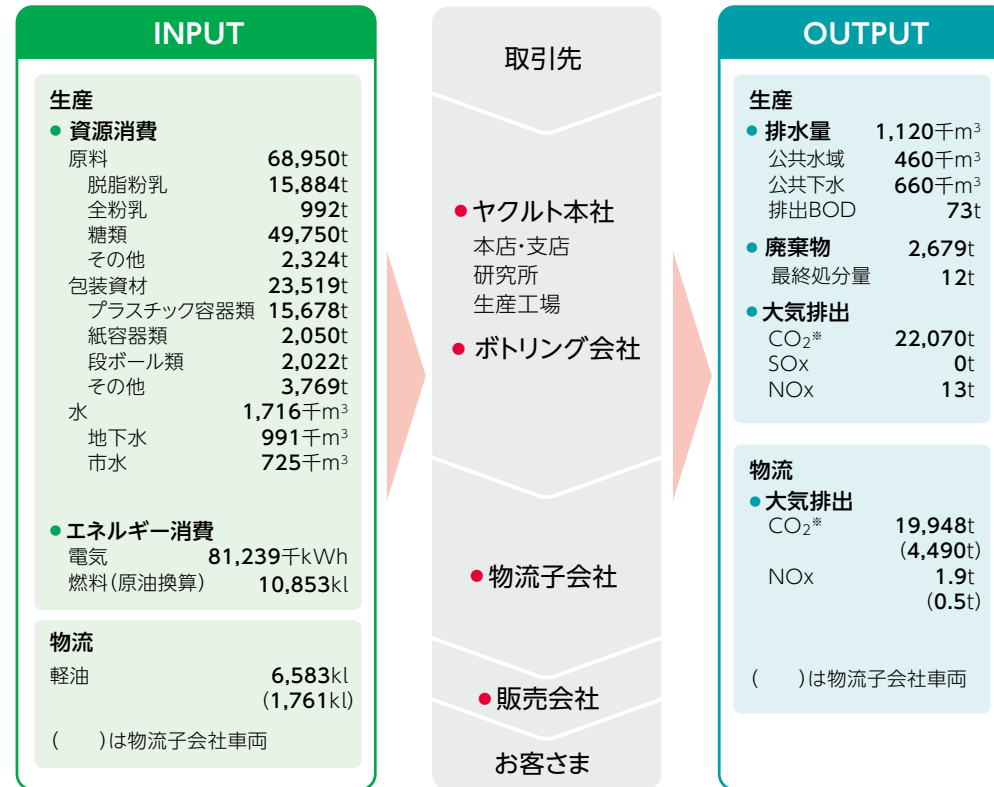 INPUT
生産
● 資源消費
原料 68,950t
脱脂粉乳 15,884t
全粉乳 992t
糖類 49,750t
その他 2,324t
包装資材 23,519t
プラスチック容器類 15,678t
紙容器類 2,050t
段ボール類 2,022t
その他 3,769t
水 1,716千m³
地下水 991千m³
市水 725千m³
● エネルギー消費
電気 81,239千kWh
燃料(原油換算) 10,853kl
物流
軽油 6,583kl
(1,761kl)
(　　)は物流子会社車両
取引先
● ヤクルト本社
本店・支店
研究所
生産工場
● ボトリング会社
● 物流子会社
● 販売会社
お客さま
OUTPUT
生産
● 排水量 1,120千m³
公共水域 460千m³
公共下水 660千m³
排出BOD 73t
● 廃棄物 2,679t
最終処分量 12t
● 大気排出
CO₂※ 22,070t
SOx 0t
NOx 13t
物流
● 大気排出
CO₂※ 19,948t
(4,490t)
NOx 1.9t
(0.5t)
(　　)は物流子会社車両